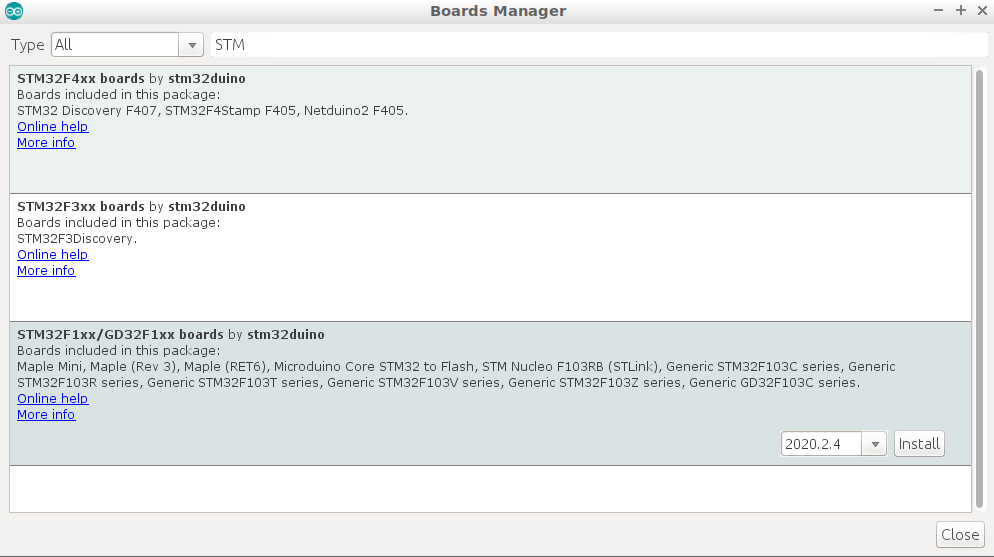 Boards Manager
Type All STM
STM32F4xx boards by stm32duino
Boards included in this package:
STM32 Discovery F407, STM32F4Stamp F405, Netduino2 F405.
Online help
More info
STM32F3xx boards by stm32duino
Boards included in this package:
STM32F3Discovery.
Online help
More info
STM32F1xx/GD32F1xx boards by stm32duino
Boards included in this package:
Maple Mini, Maple (Rev 3), Maple (RET6), Microduino Core STM32 to Flash, STM Nucleo F103RB (STLink), Generic STM32F103C series, Generic
STM32F103R series, Generic STM32F103T series, Generic STM32F103V series, Generic STM32F103Z series, Generic GD32F103C series.
Online help
More info
2020.2.4 Install
Close